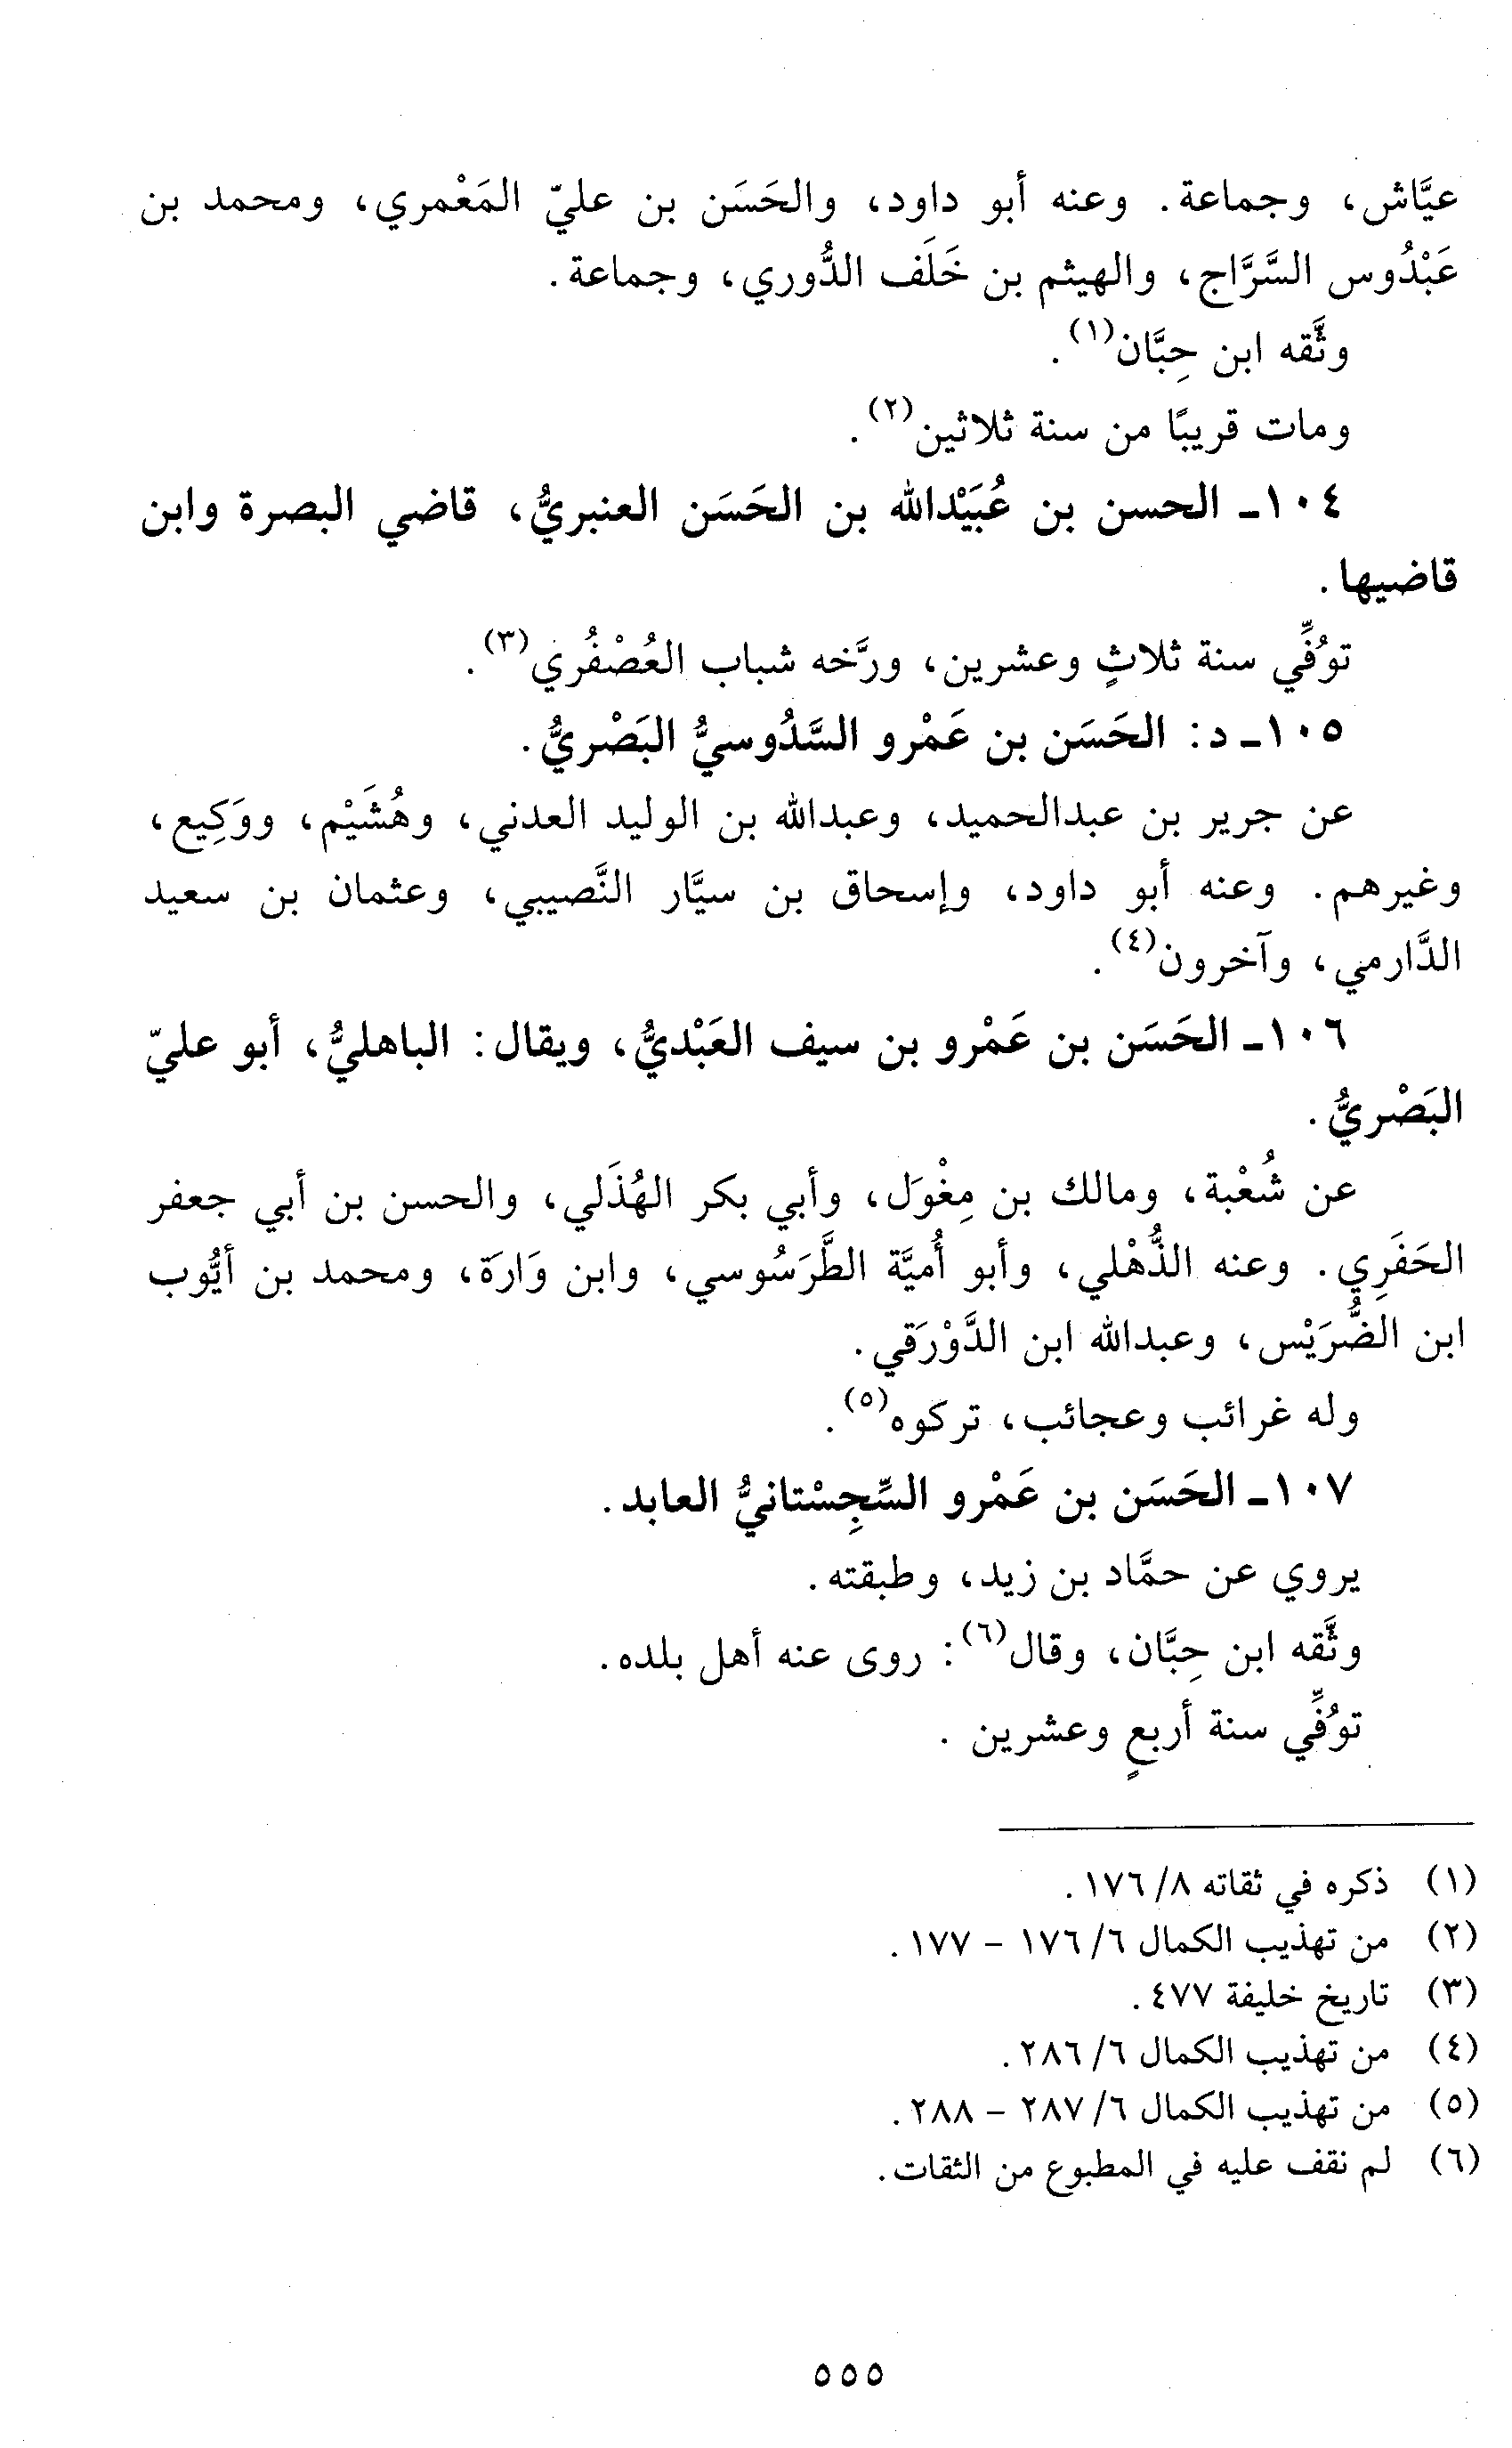 عيَّاش، وجماعة. وعنه أبو داود، والحَسَن بن عليّ المَعْمري، ومحمد بن
عَبْدُوس السَّرَّاج، والهيثم بن خَلَف الدُّوري، وجماعة.
وثَّقه ابن حِبَّان(١).
ومات قريبًا من سنة ثلاثين(٢).
١٠٤ـ الحسن بن عُبَيْدالله بن الحَسَن العنبريُّ، قاضي البصرة وابن
قاضيها.
توُفِّي سنة ثلاثٍ وعشرين، ورَّخه شباب العُصْفُري(٣).
١٠٥ـ د: الحَسَن بن عَمْرو السَّدُوسيُّ البَصْريُّ.
عن جرير بن عبدالحميد، وعبدالله بن الوليد العدني، وهُشَيْم، ووَكِيع،
وغيرهم. وعنه أبو داود، وإسحاق بن سيَّار النَّصيبي، وعثمان بن سعيد
الدَّارمي، وآخرون(٤).
١٠٦ـ الحَسَن بن عَمْرو بن سيف العَبْديُّ، ويقال: الباهليُّ، أبو عليّ
البَصْريُّ.
عن شُعْبة، ومالك بن مِغْوَل، وأبي بكر الهُذَلي، والحسن بن أبي جعفر
الحَفَرِي. وعنه الذُّهْلي، وأبو أُميَّة الطَّرَسُوسي، وابن وَارَة، ومحمد بن أيُّوب
ابن الضُّرَيْس، وعبدالله ابن الدَّوْرَقي.
وله غرائب وعجائب، تركوه(٥).
١٠٧ـ الحَسَن بن عَمْرو السِّجِسْتانيُّ العابد.
يروي عن حمَّاد بن زيد، وطبقته.
وثَّقه ابن حِبَّان، وقال(٦): روى عنه أهل بلده.
توُفِّي سنة أربعٍ وعشرين.
(١) ذكره في ثقاته ٨/ ١٧٦.
(٢) من تهذيب الكمال ٦/ ١٧٦ - ١٧٧.
(٣) تاريخ خليفة ٤٧٧.
(٤) من تهذيب الكمال ٦/ ٢٨٦.
(٥) من تهذيب الكمال ٦/ ٢٨٧ - ٢٨٨.
(٦) لم نقف عليه في المطبوع من الثقات.
٥٥٥